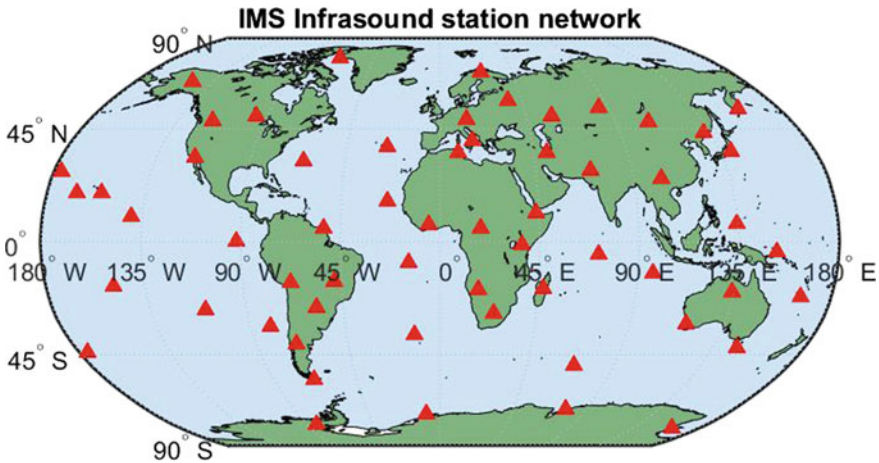 IMS Infrasound station network
90° N
45° N
0°
180° W 135° W 90° W 45° W 0° 45° E 90° E 135° E 180° E
45° S
90° S